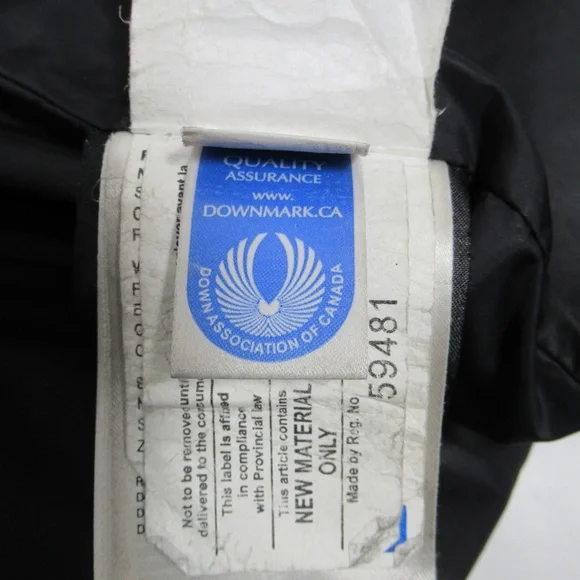 QUALITY
ASSURANCE
www.
DOWNMARK.CA
DOWN ASSOCIATION OF CANADA
Not to be removed until
delivered to the consum
This label is affixed
in compliance
with Provincial law
This article contains
NEW MATERIAL
ONLY
Made by Reg. No.
59481